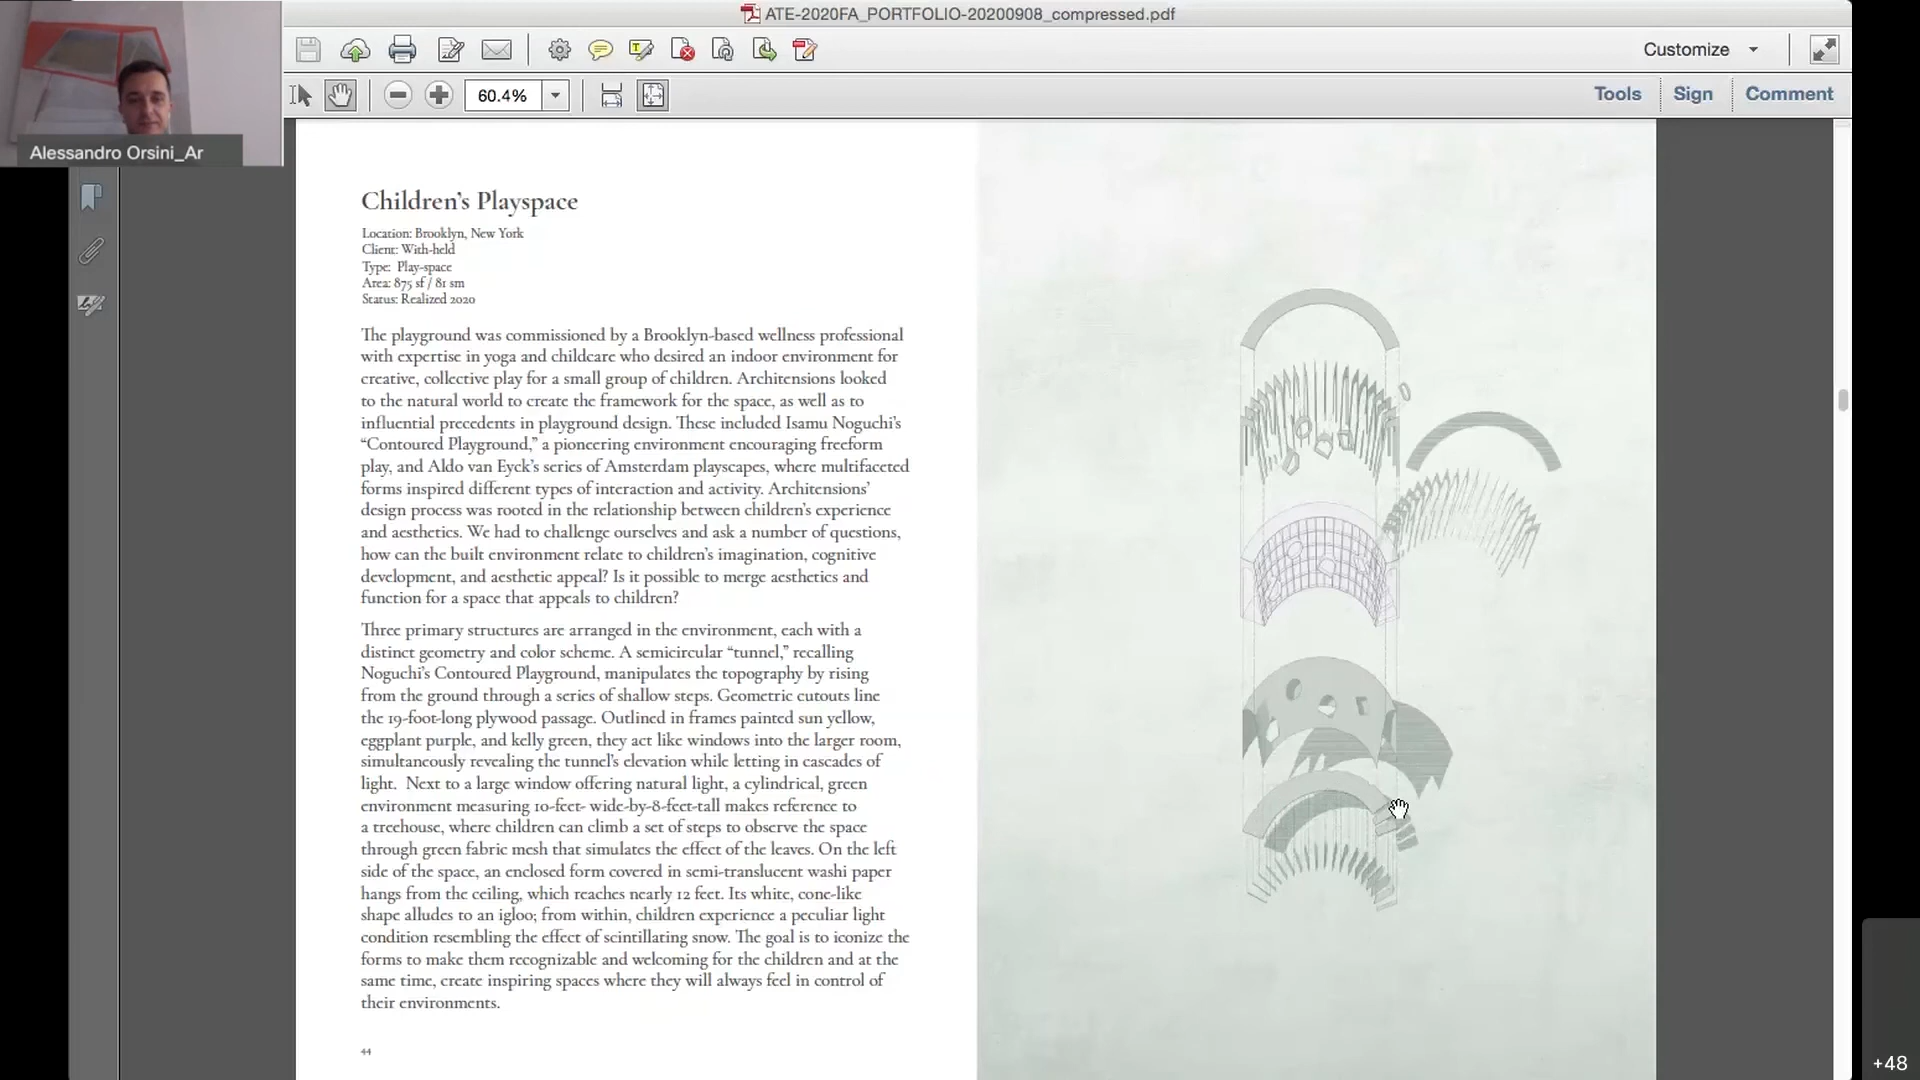 ATE-2020FA_PORTFOLIO-20200908_compressed.pdf
Customize
60.4%
Tools
Sign
Comment
Alessandro Orsini_Ar
Children's Playspace
Location: Brooklyn, New York
Client: With-held
Type: Play-space
Area: 875 sf / 81 sm
Status: Realized 2020
The playground was commissioned by a Brooklyn-based wellness professional
with expertise in yoga and childcare who desired an indoor environment for
creative, collective play for a small group of children. Architensions looked
to the natural world to create the framework for the space, as well as to
influential precedents in playground design. These included Isamu Noguchi's
"Contoured Playground," a pioneering environment encouraging freeform
play, and Aldo van Eyck's series of Amsterdam playscapes, where multifaceted
forms inspired different types of interaction and activity. Architensions'
design process was rooted in the relationship between children's experience
and aesthetics. We had to challenge ourselves and ask a number of questions,
how can the built environment relate to children's imagination, cognitive
development, and aesthetic appeal? Is it possible to merge aesthetics and
function for a space that appeals to children?
Three primary structures are arranged in the environment, each with a
distinct geometry and color scheme. A semicircular "tunnel," recalling
Noguchi's Contoured Playground, manipulates the topography by rising
from the ground through a series of shallow steps. Geometric cutouts line
the 19-foot-long plywood passage. Outlined in frames painted sun yellow,
eggplant purple, and kelly green, they act like windows into the larger room,
simultaneously revealing the tunnel's elevation while letting in cascades of
light. Next to a large window offering natural light, a cylindrical, green
environment measuring 10-feet- wide-by-8-feet-tall makes reference to
a treehouse, where children can climb a set of steps to observe the space
through green fabric mesh that simulates the effect of the leaves. On the left
side of the space, an enclosed form covered in semi-translucent washi paper
hangs from the ceiling, which reaches nearly 12 feet. Its white, cone-like
shape alludes to an igloo; from within, children experience a peculiar light
condition resembling the effect of scintillating snow. The goal is to iconize the
forms to make them recognizable and welcoming for the children and at the
same time, create inspiring spaces where they will always feel in control of
their environments.
44
+48